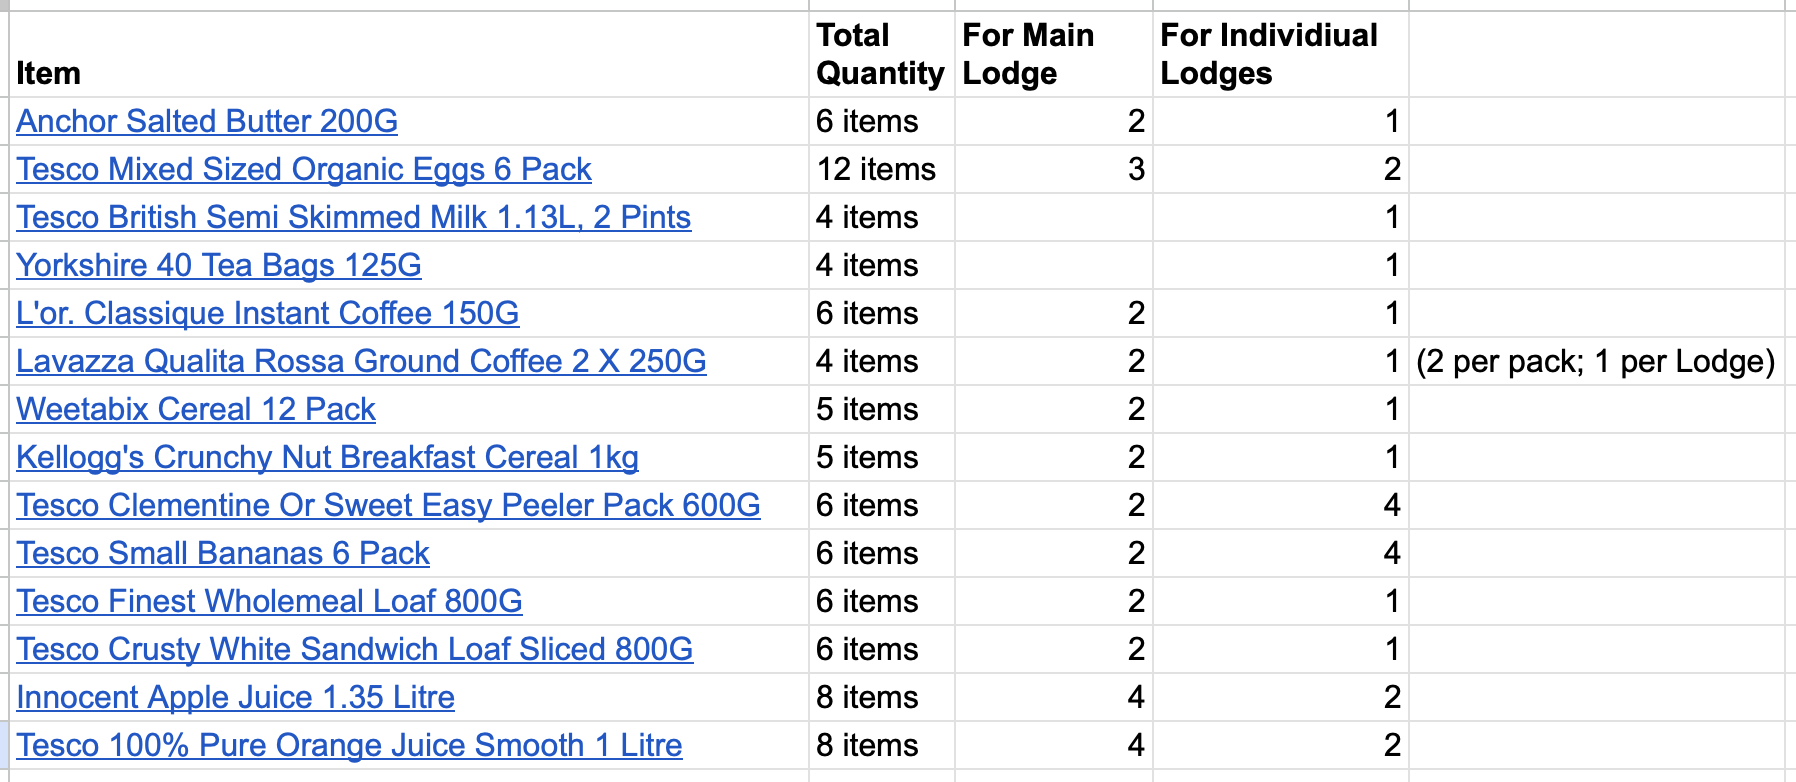 Item Total Quantity For Main Lodge For Individiual Lodges
Anchor Salted Butter 200G 6 items 2 1
Tesco Mixed Sized Organic Eggs 6 Pack 12 items 3 2
Tesco British Semi Skimmed Milk 1.13L, 2 Pints 4 items 1
Yorkshire 40 Tea Bags 125G 4 items 1
L'or. Classique Instant Coffee 150G 6 items 2 1
Lavazza Qualita Rossa Ground Coffee 2 X 250G 4 items 2 1 (2 per pack; 1 per Lodge)
Weetabix Cereal 12 Pack 5 items 2 1
Kellogg's Crunchy Nut Breakfast Cereal 1kg 5 items 2 1
Tesco Clementine Or Sweet Easy Peeler Pack 600G 6 items 2 4
Tesco Small Bananas 6 Pack 6 items 2 4
Tesco Finest Wholemeal Loaf 800G 6 items 2 1
Tesco Crusty White Sandwich Loaf Sliced 800G 6 items 2 1
Innocent Apple Juice 1.35 Litre 8 items 4 2
Tesco 100% Pure Orange Juice Smooth 1 Litre 8 items 4 2